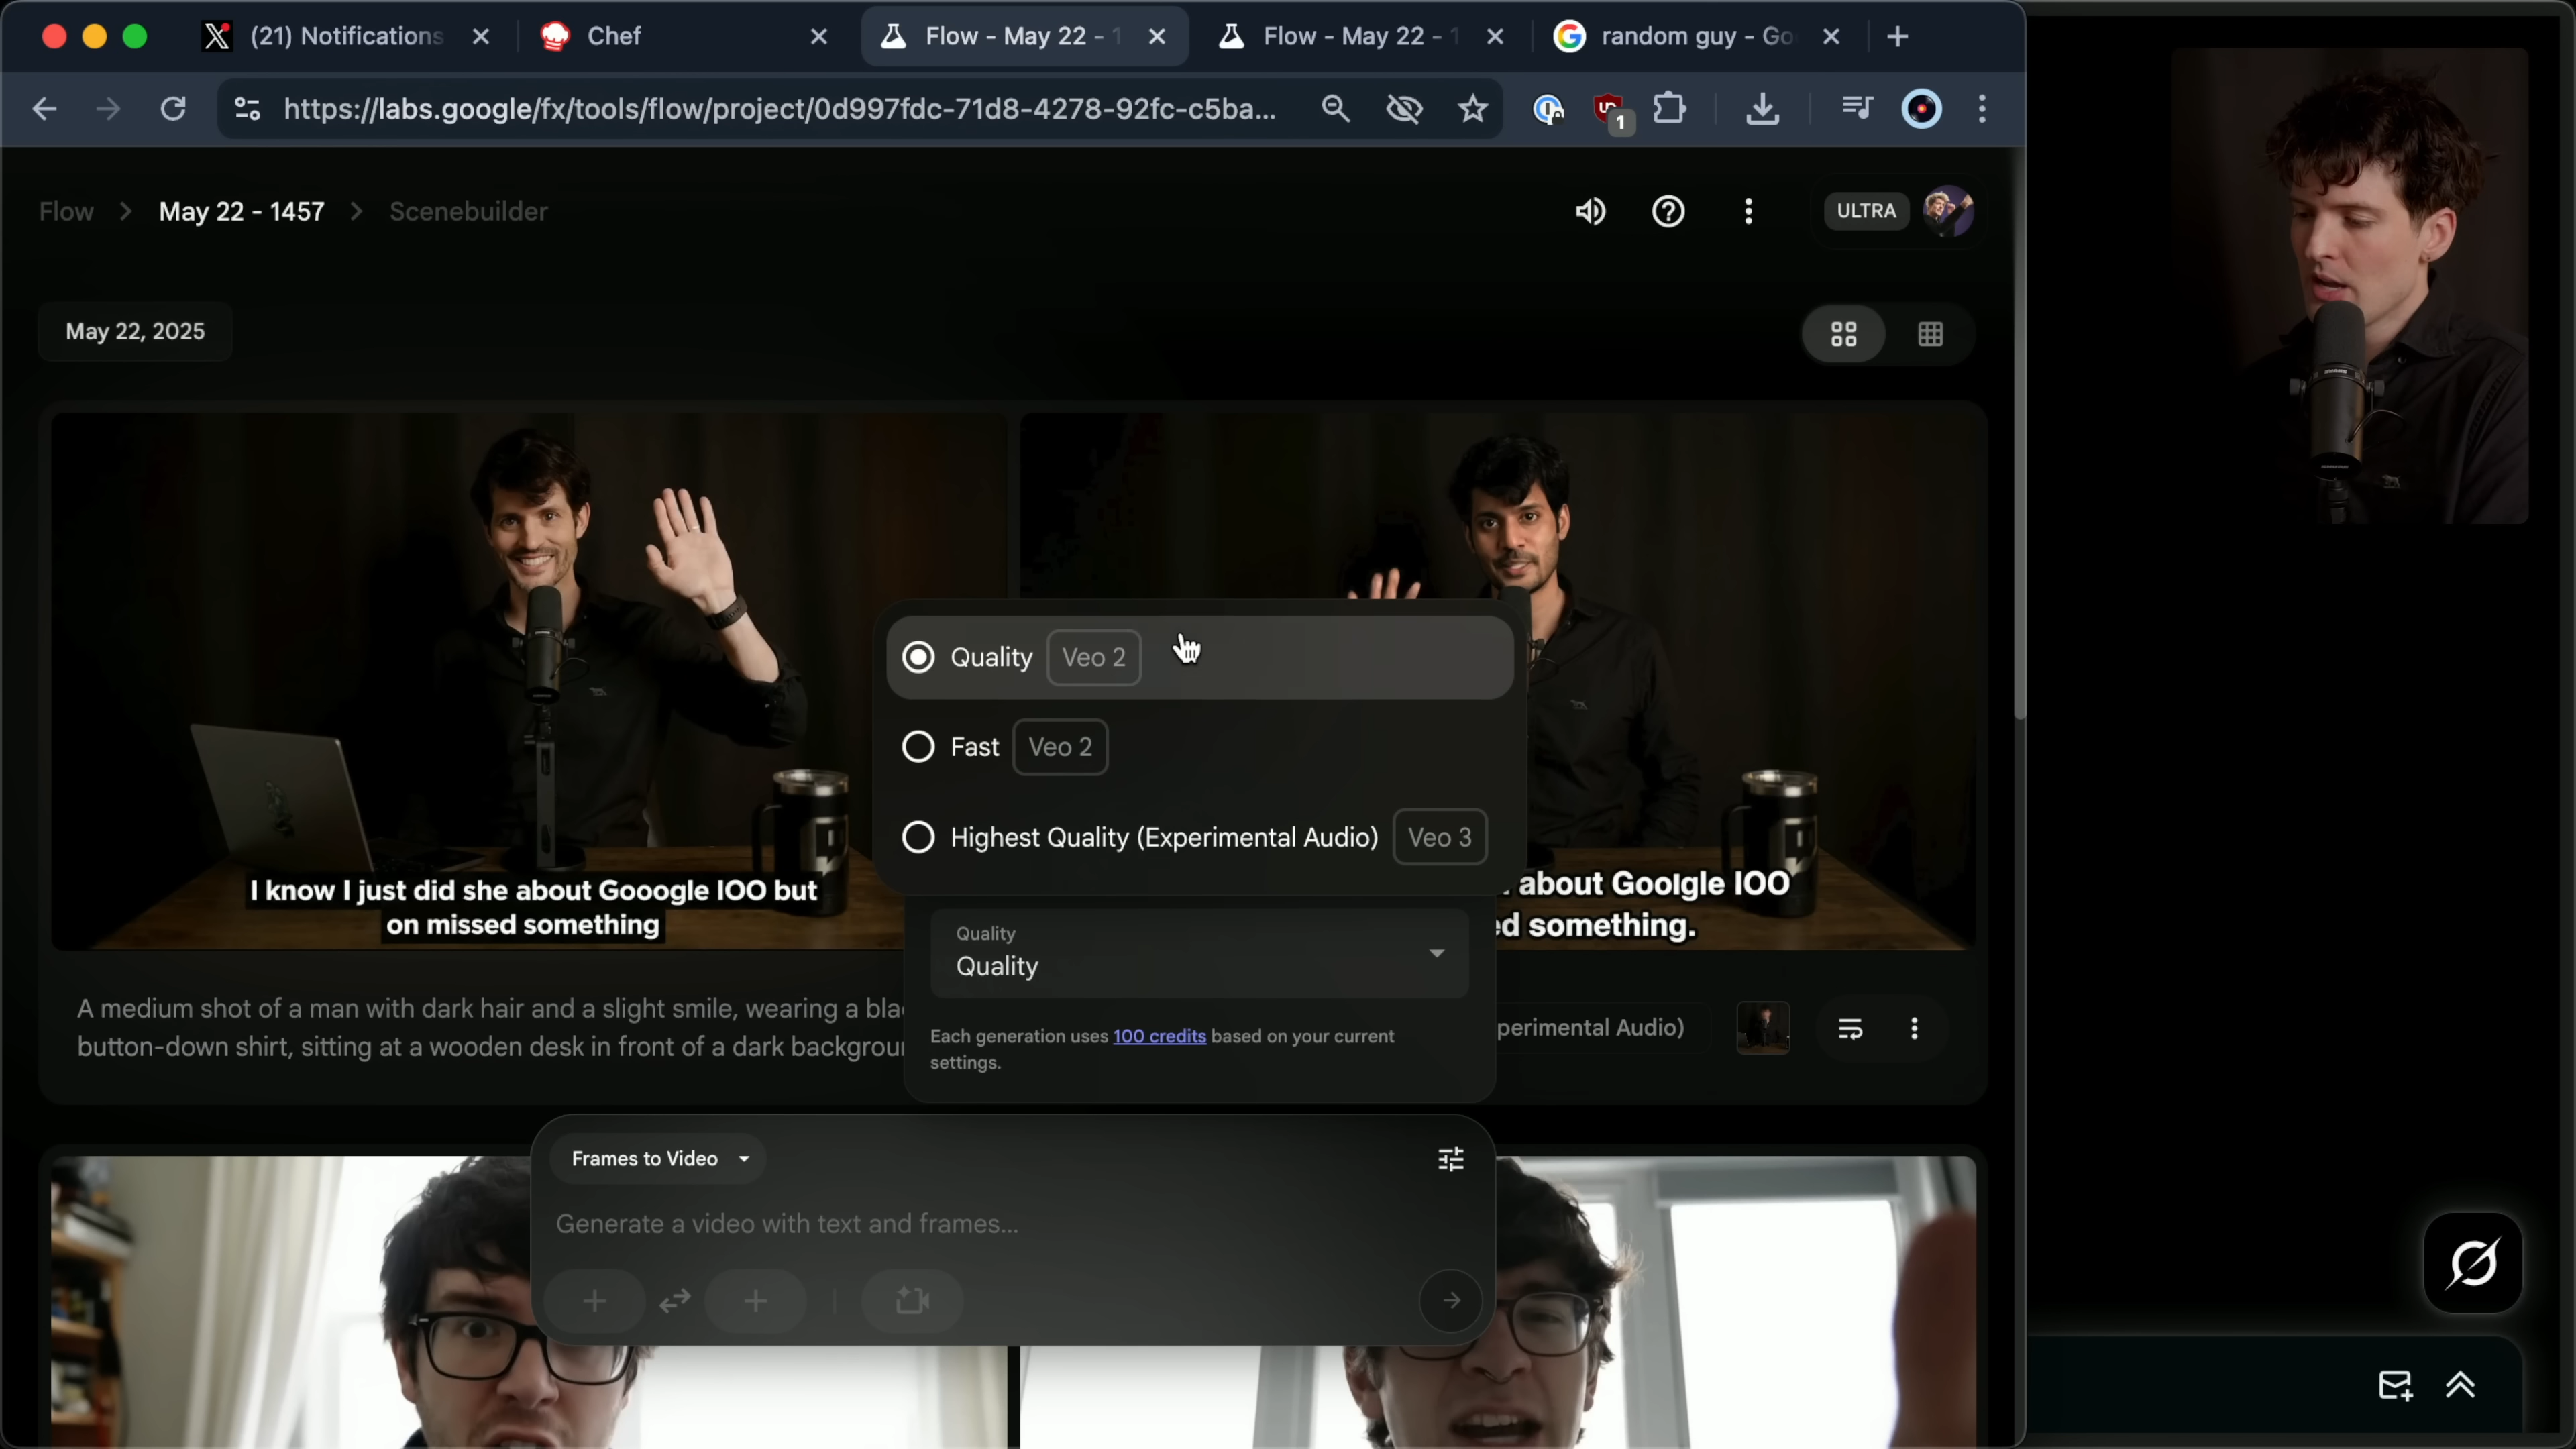 (21) Notifications
Chef
Flow - May 22 - 1
Flow - May 22 - 1
random guy - Go
https://labs.google/fx/tools/flow/project/0d997fdc-71d8-4278-92fc-c5ba...
1
Flow
May 22 - 1457
Scenebuilder
ULTRA
May 22, 2025
Quality Veo 2
Fast Veo 2
Highest Quality (Experimental Audio) Veo 3
I know I just did she about Gooogle IOO but
on missed something
about Goolgle IOO
ed something.
Quality
Quality
Each generation uses 100 credits based on your current
settings.
A medium shot of a man with dark hair and a slight smile, wearing a bla
button-down shirt, sitting at a wooden desk in front of a dark backgrou
perimental Audio)
Frames to Video
Generate a video with text and frames...